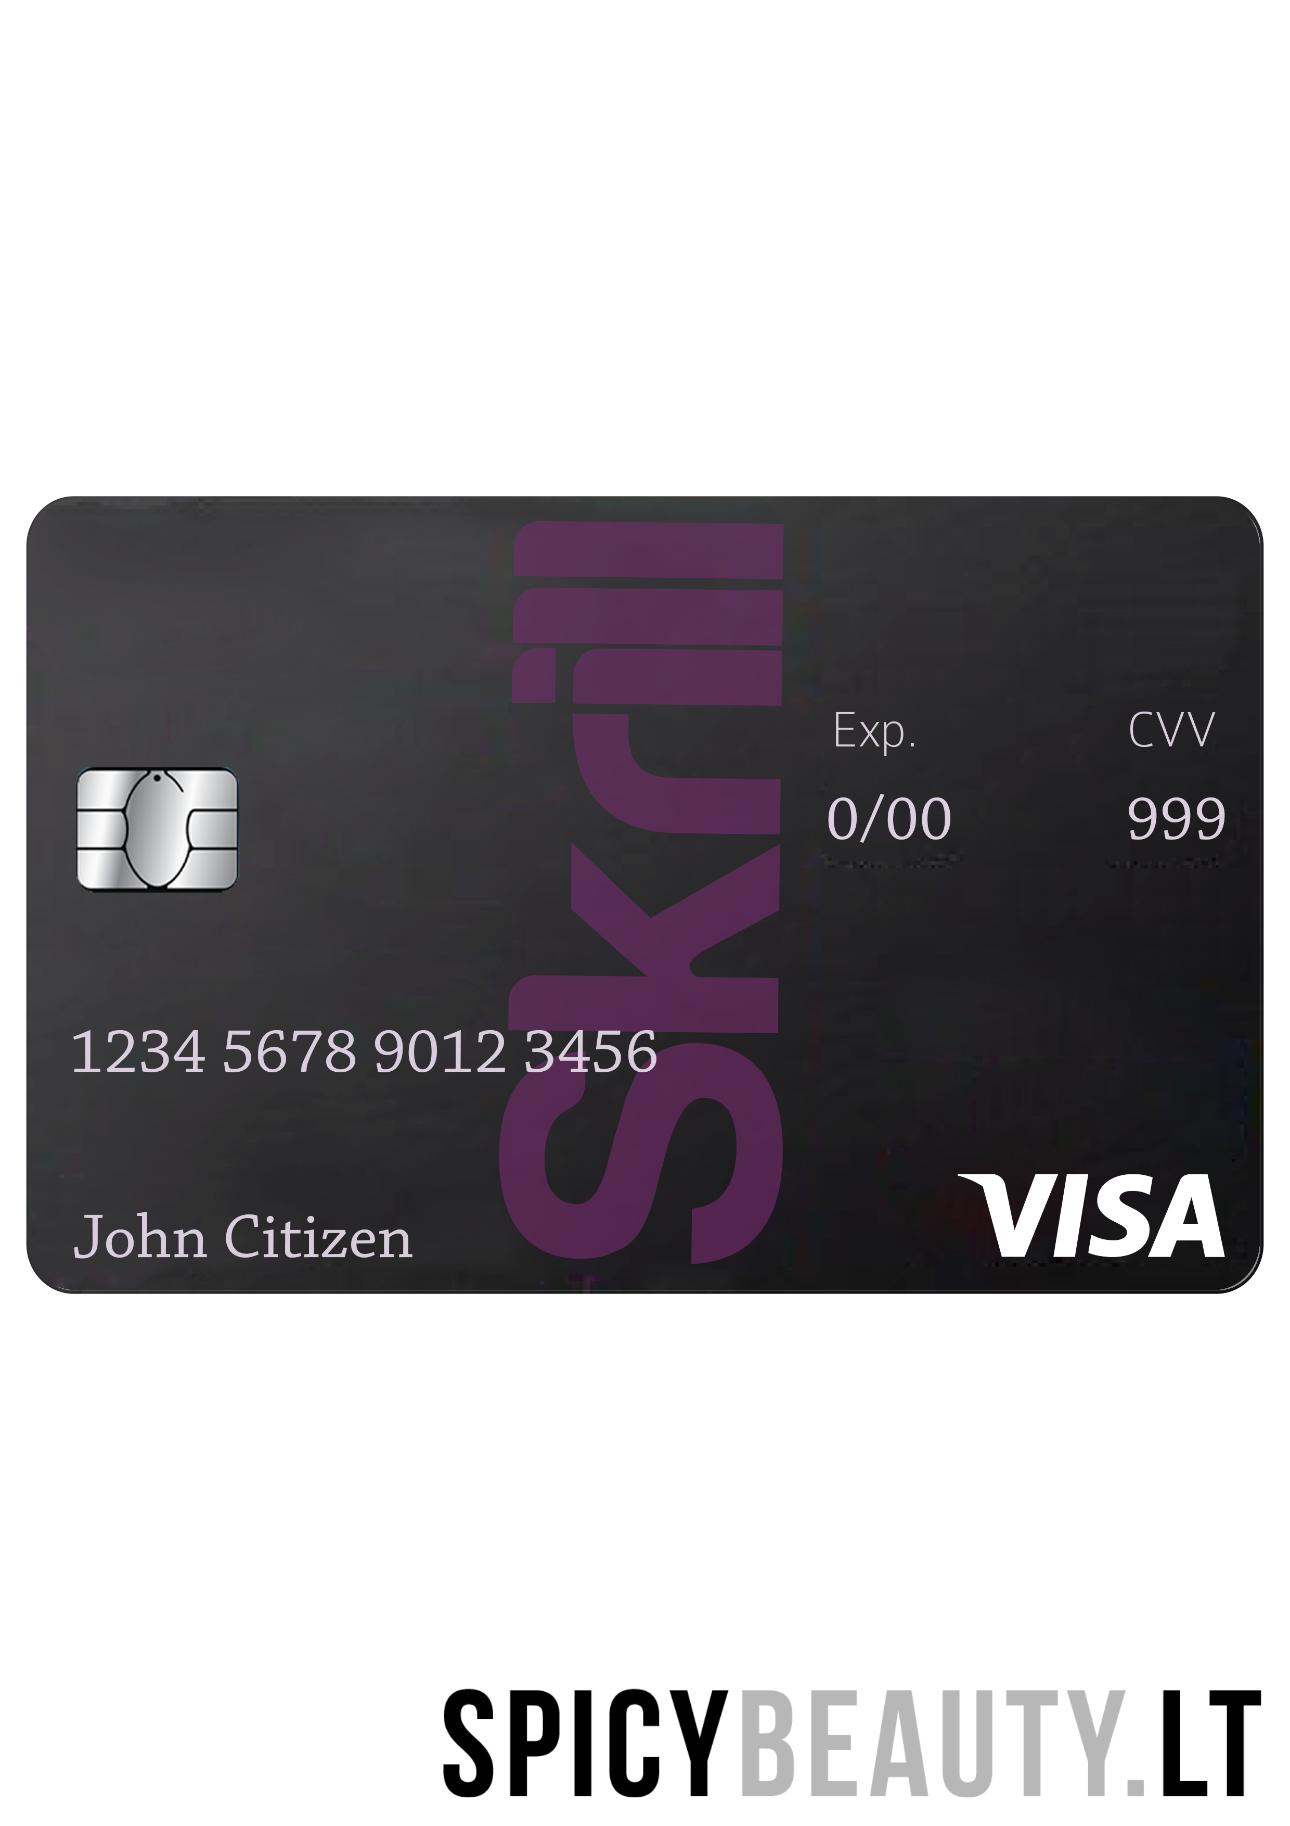 Skrill
Exp. CVV
0/00 999
1234 5678 9012 3456
John Citizen
VISA
SPICYBEAUTY.LT